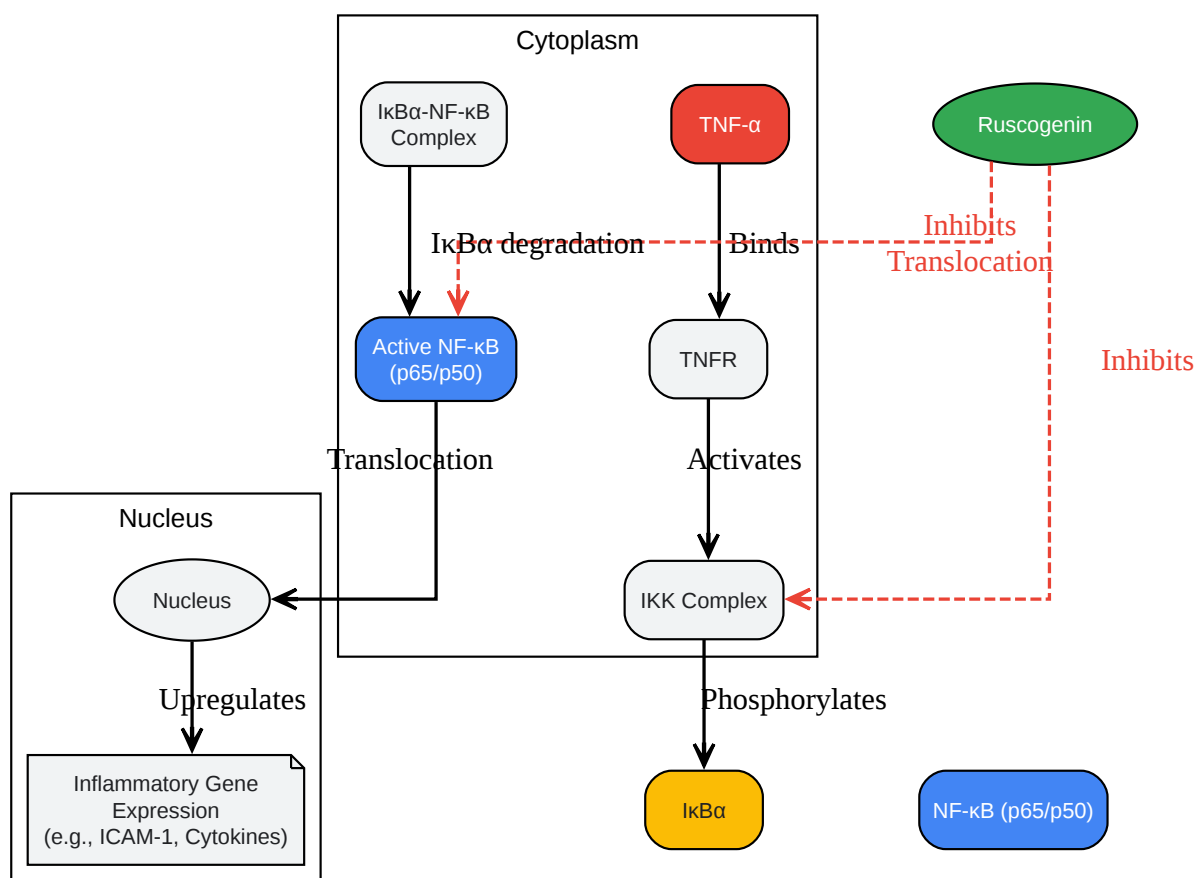 Cytoplasm
IκBα-NF-κB
Complex
TNF-α
Ruscogenin
Inhibits
Translocation
IκBα degradation
Binds
Active NF-κB
(p65/p50)
TNFR
Inhibits
Translocation
Activates
Nucleus
Nucleus
IKK Complex
Upregulates
Phosphorylates
Inflammatory Gene
Expression
(e.g., ICAM-1, Cytokines)
IκBα
NF-κB (p65/p50)